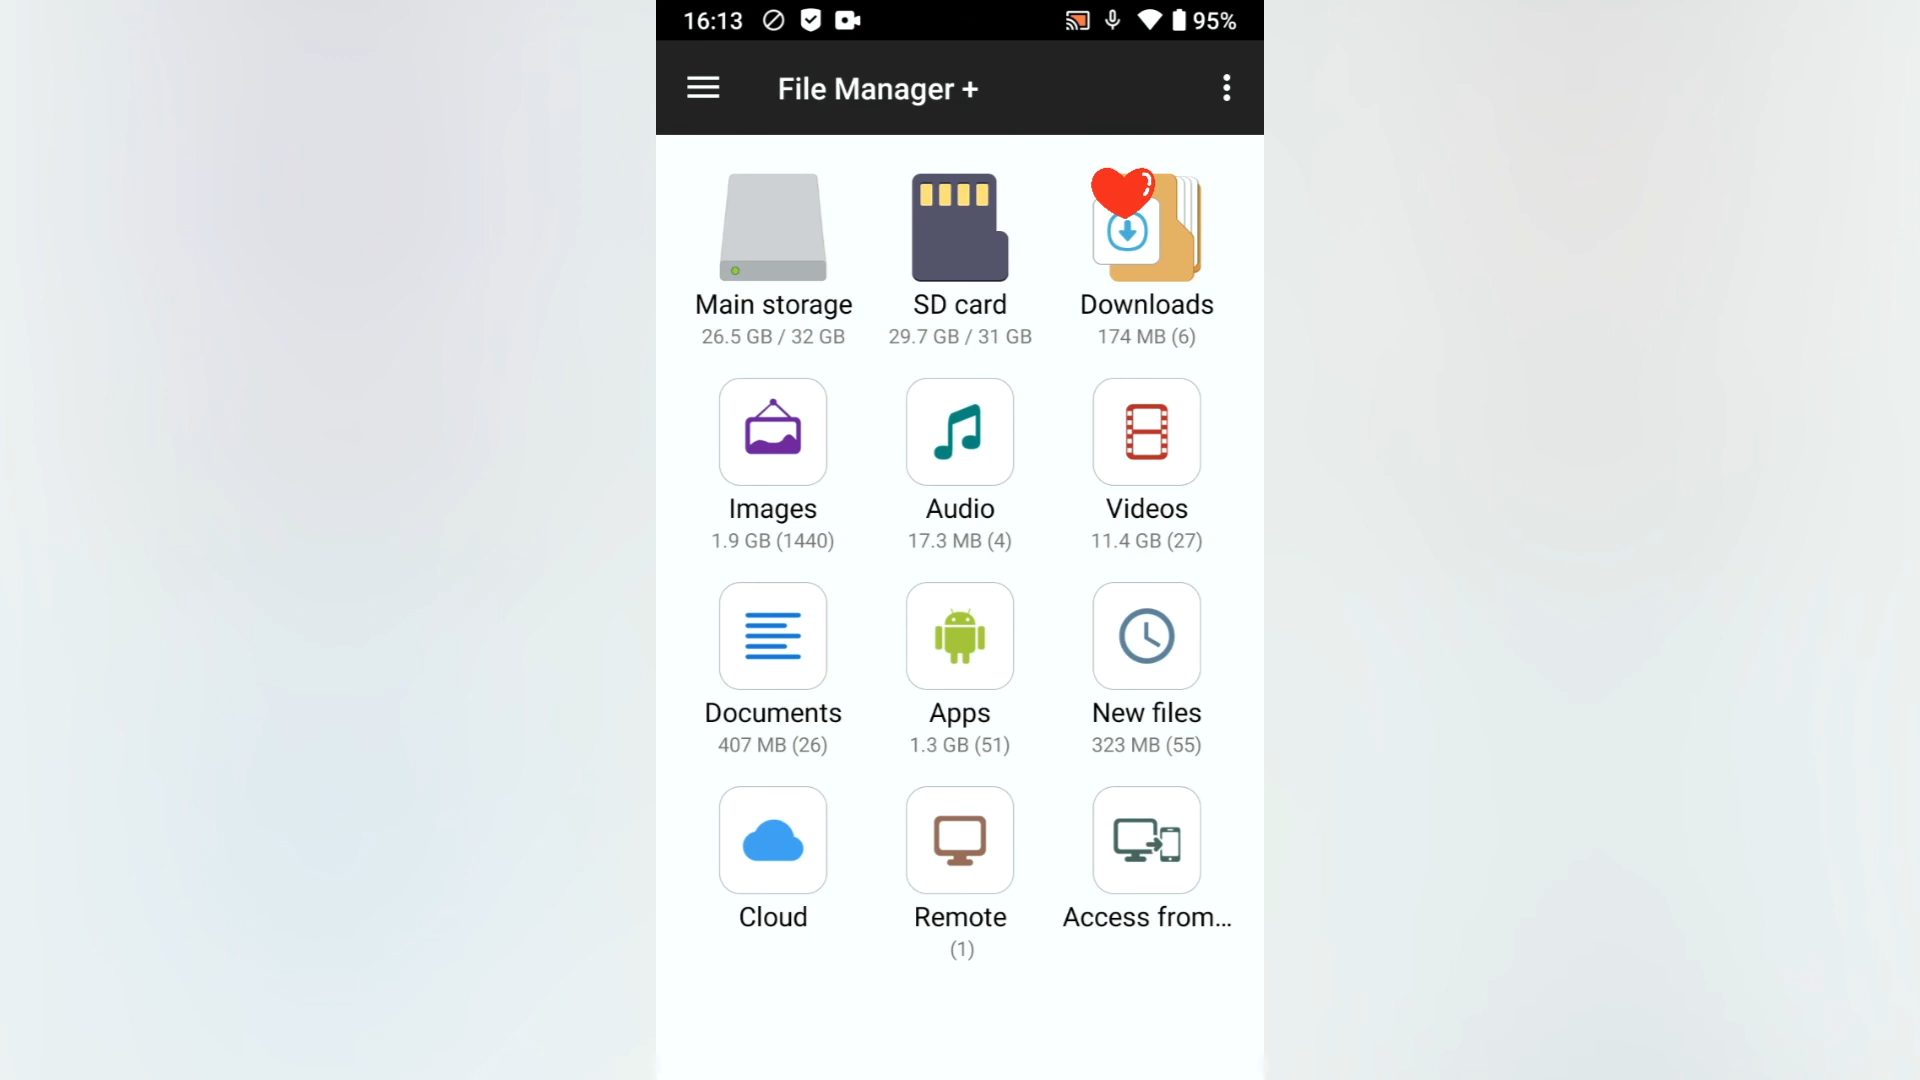 16:13
95%
File Manager +
Main storage
26.5 GB / 32 GB
SD card
29.7 GB / 31 GB
Downloads
174 MB (6)
Images
1.9 GB (1440)
Audio
17.3 MB (4)
Videos
11.4 GB (27)
Documents
407 MB (26)
Apps
1.3 GB (51)
New files
323 MB (55)
Cloud
Remote
(1)
Access from...